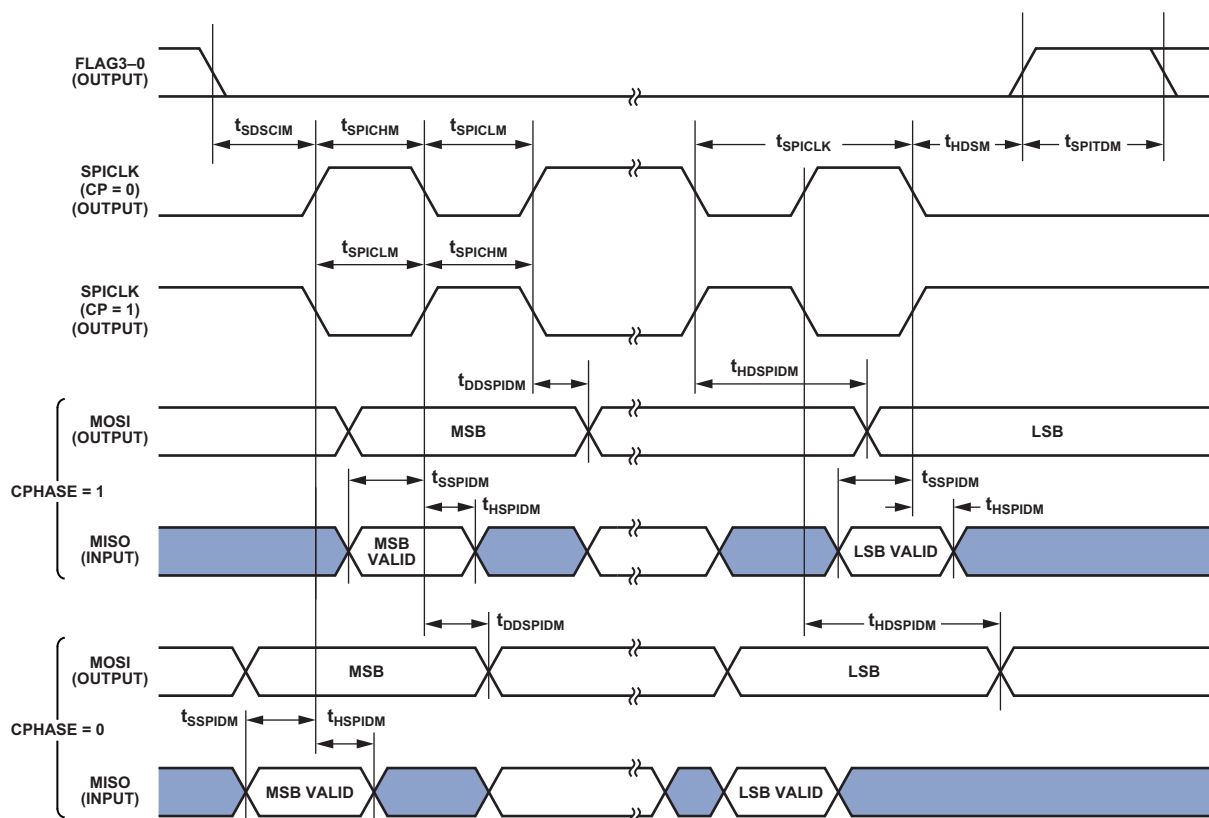 FLAG3–0
(OUTPUT)
tSDSCIM
tSPICHM
tSPICLM
tSPICLK
tHDSM
tSPITDM
SPICLK
(CP = 0)
(OUTPUT)
tSPICLM
tSPICHM
SPICLK
(CP = 1)
(OUTPUT)
tDDSPIDM
tHDSPIDM
CPHASE = 1
MOSI
(OUTPUT)
MSB
LSB
tSSPIDM
tSSPIDM
tHSPIDM
tHSPIDM
MISO
(INPUT)
MSB
VALID
LSB VALID
tDDSPIDM
tHDSPIDM
CPHASE = 0
MOSI
(OUTPUT)
MSB
LSB
tSSPIDM
tHSPIDM
MISO
(INPUT)
MSB VALID
LSB VALID